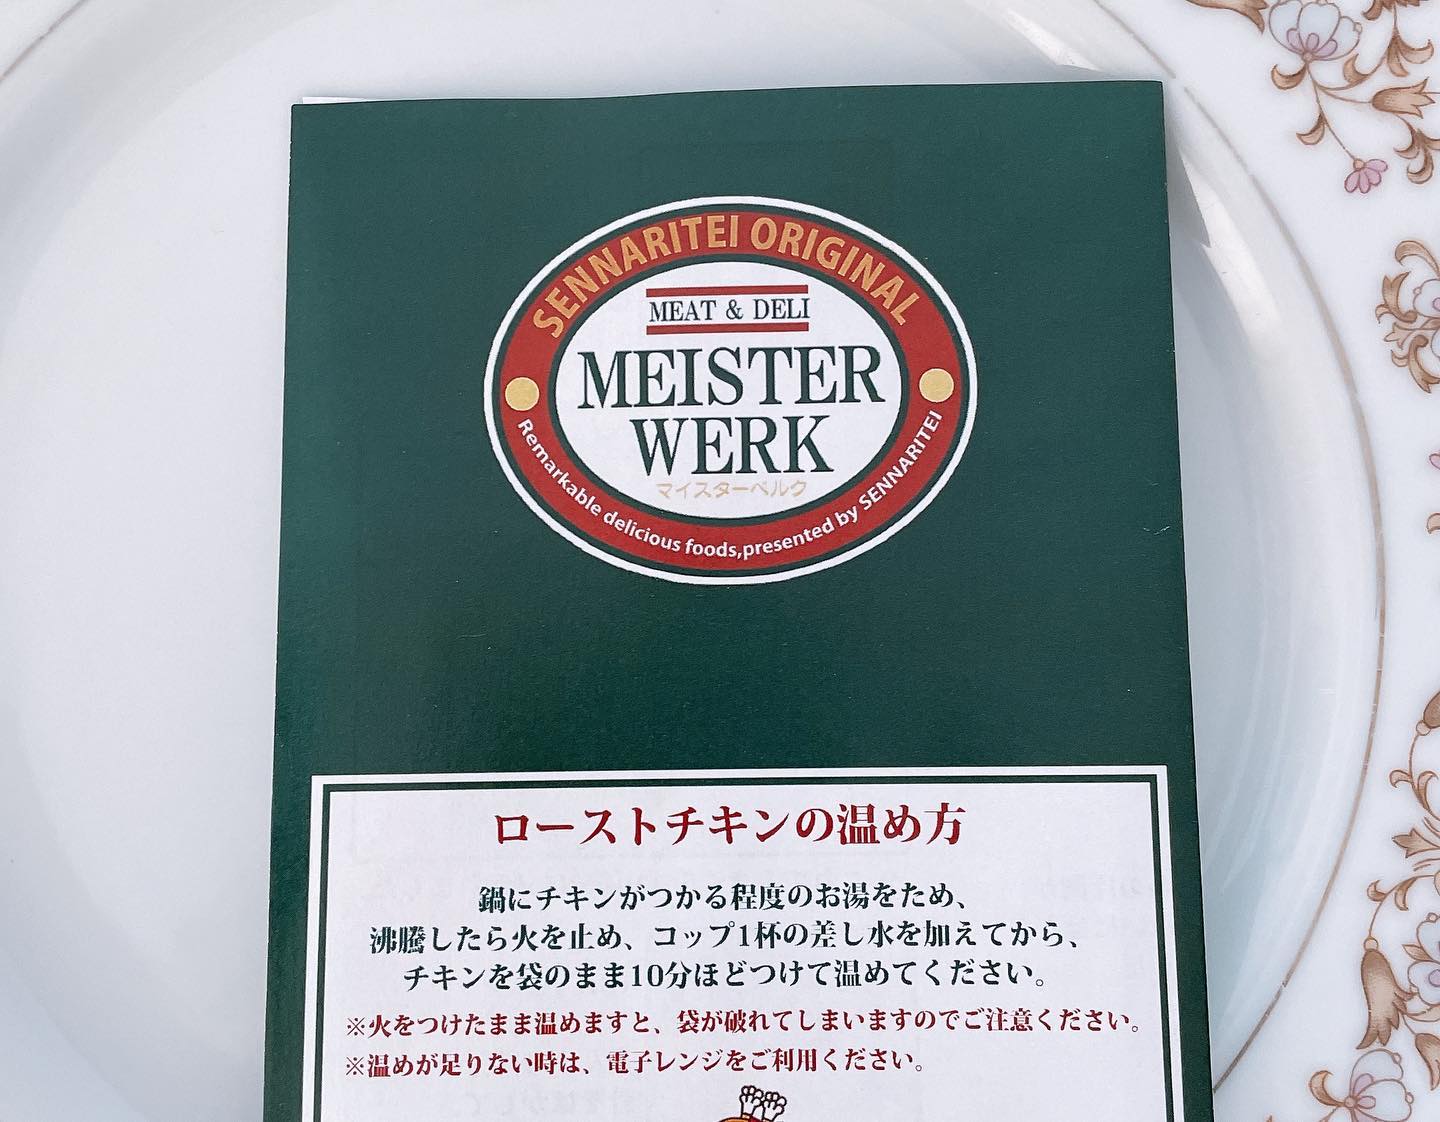 SENNARITEI ORIGINAL
MEAT & DELI
MEISTER
WERK
マイスターベルク
Remarkable delicious foods,presented by SENNARITEI
ローストチキンの温め方
鍋にチキンがつかる程度のお湯をため、
沸騰したら火を止め、コップ1杯の差し水を加えてから、
チキンを袋のまま10分ほどつけて温めてください。
※火をつけたまま温めますと、袋が破れてしまいますのでご注意ください。
※温めが足りない時は、電子レンジをご利用ください。